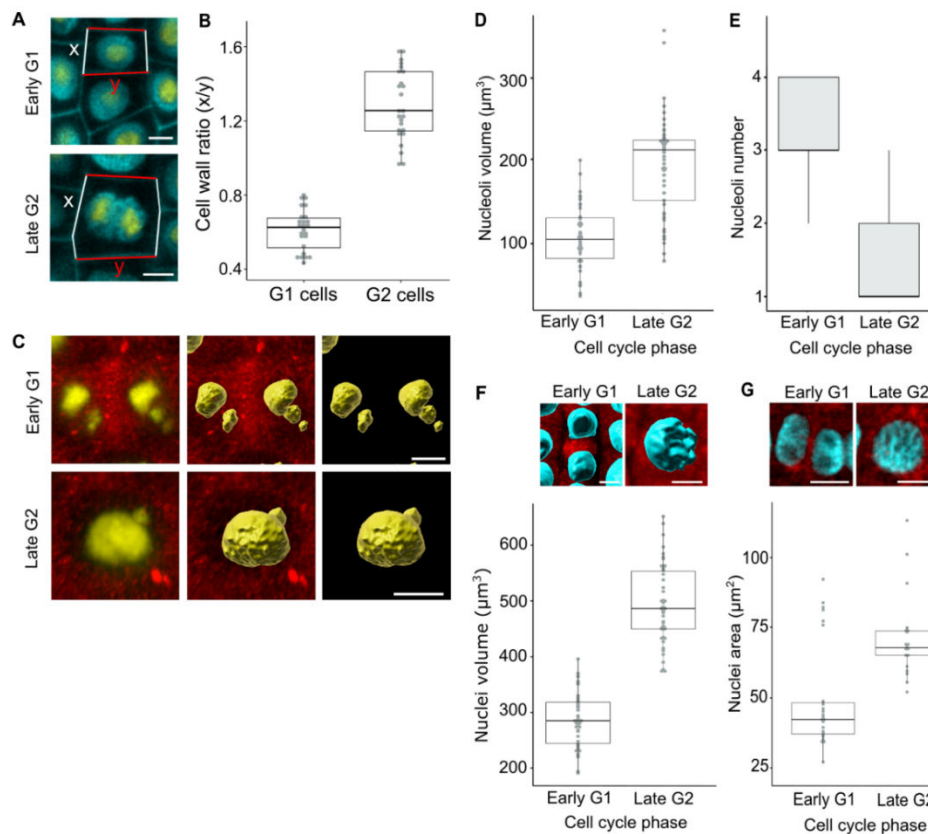 A
Early G1
x
y
Late G2
x
y
B
Cell wall ratio (x/y)
1.6
1.2
0.8
0.4
G1 cells
G2 cells
C
Early G1
Late G2
D
Nucleoli volume (µm³)
300
200
100
Early G1
Late G2
Cell cycle phase
E
Nucleoli number
4
3
2
1
Early G1
Late G2
Cell cycle phase
F
Early G1
Late G2
Nuclei volume (µm³)
600
500
400
300
200
Early G1
Late G2
Cell cycle phase
G
Early G1
Late G2
Nuclei area (µm²)
100
75
50
25
Early G1
Late G2
Cell cycle phase